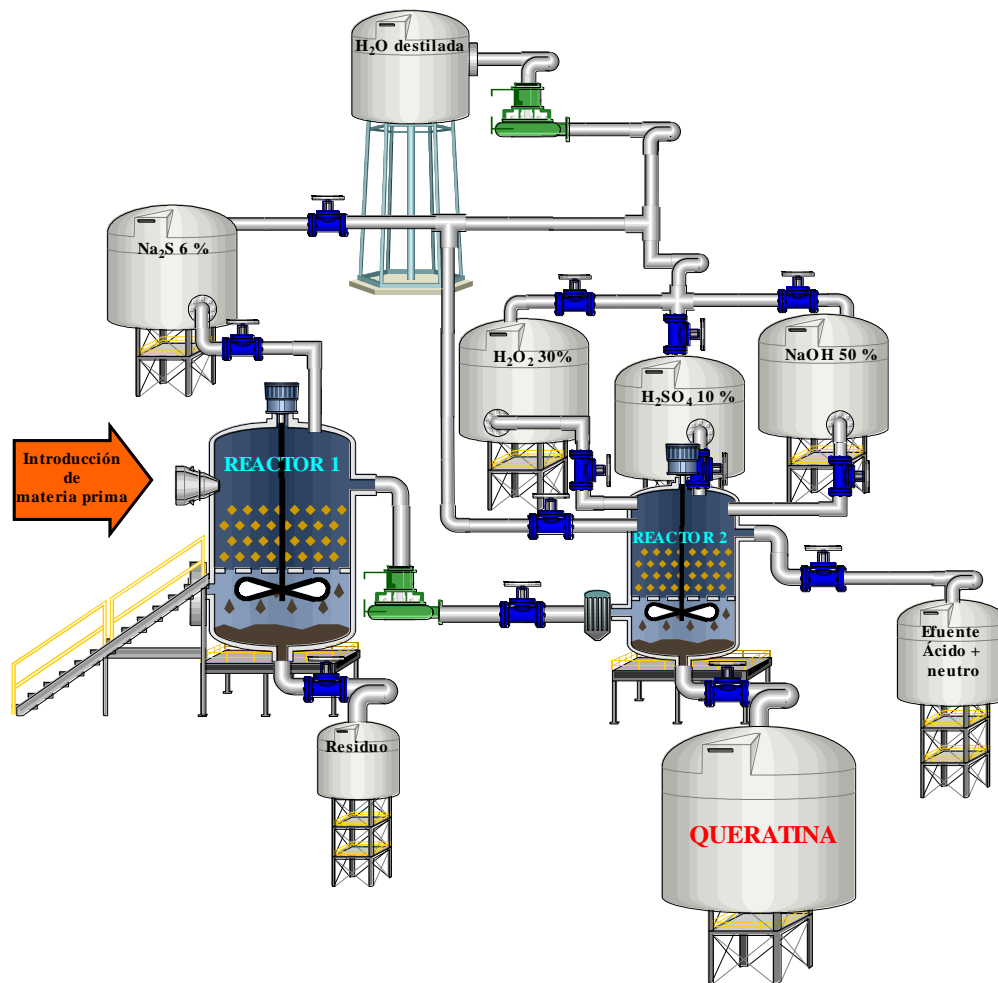 H₂O destilada
Na₂S 6 %
H₂O₂ 30%
NaOH 50 %
H₂SO₄ 10 %
Introducción
de
materia prima
REACTOR 1
REACTOR 2
Efuente
Ácido +
neutro
Residuo
QUERATINA